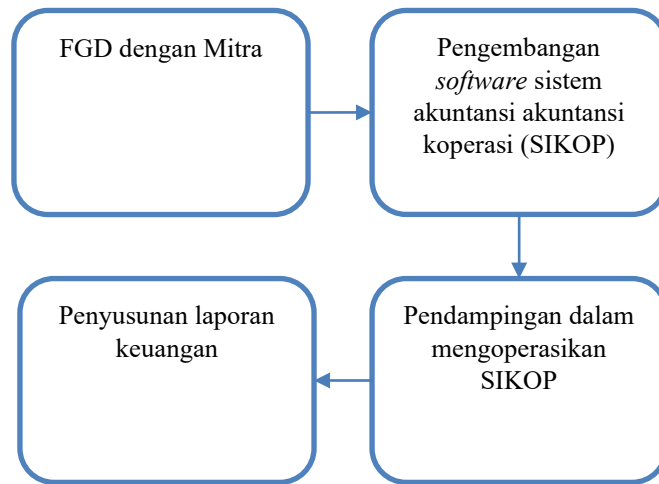 FGD dengan Mitra
Pengembangan
software sistem
akuntansi akuntansi
koperasi (SIKOP)
Pendampingan dalam
mengoperasikan
SIKOP
Penyusunan laporan
keuangan